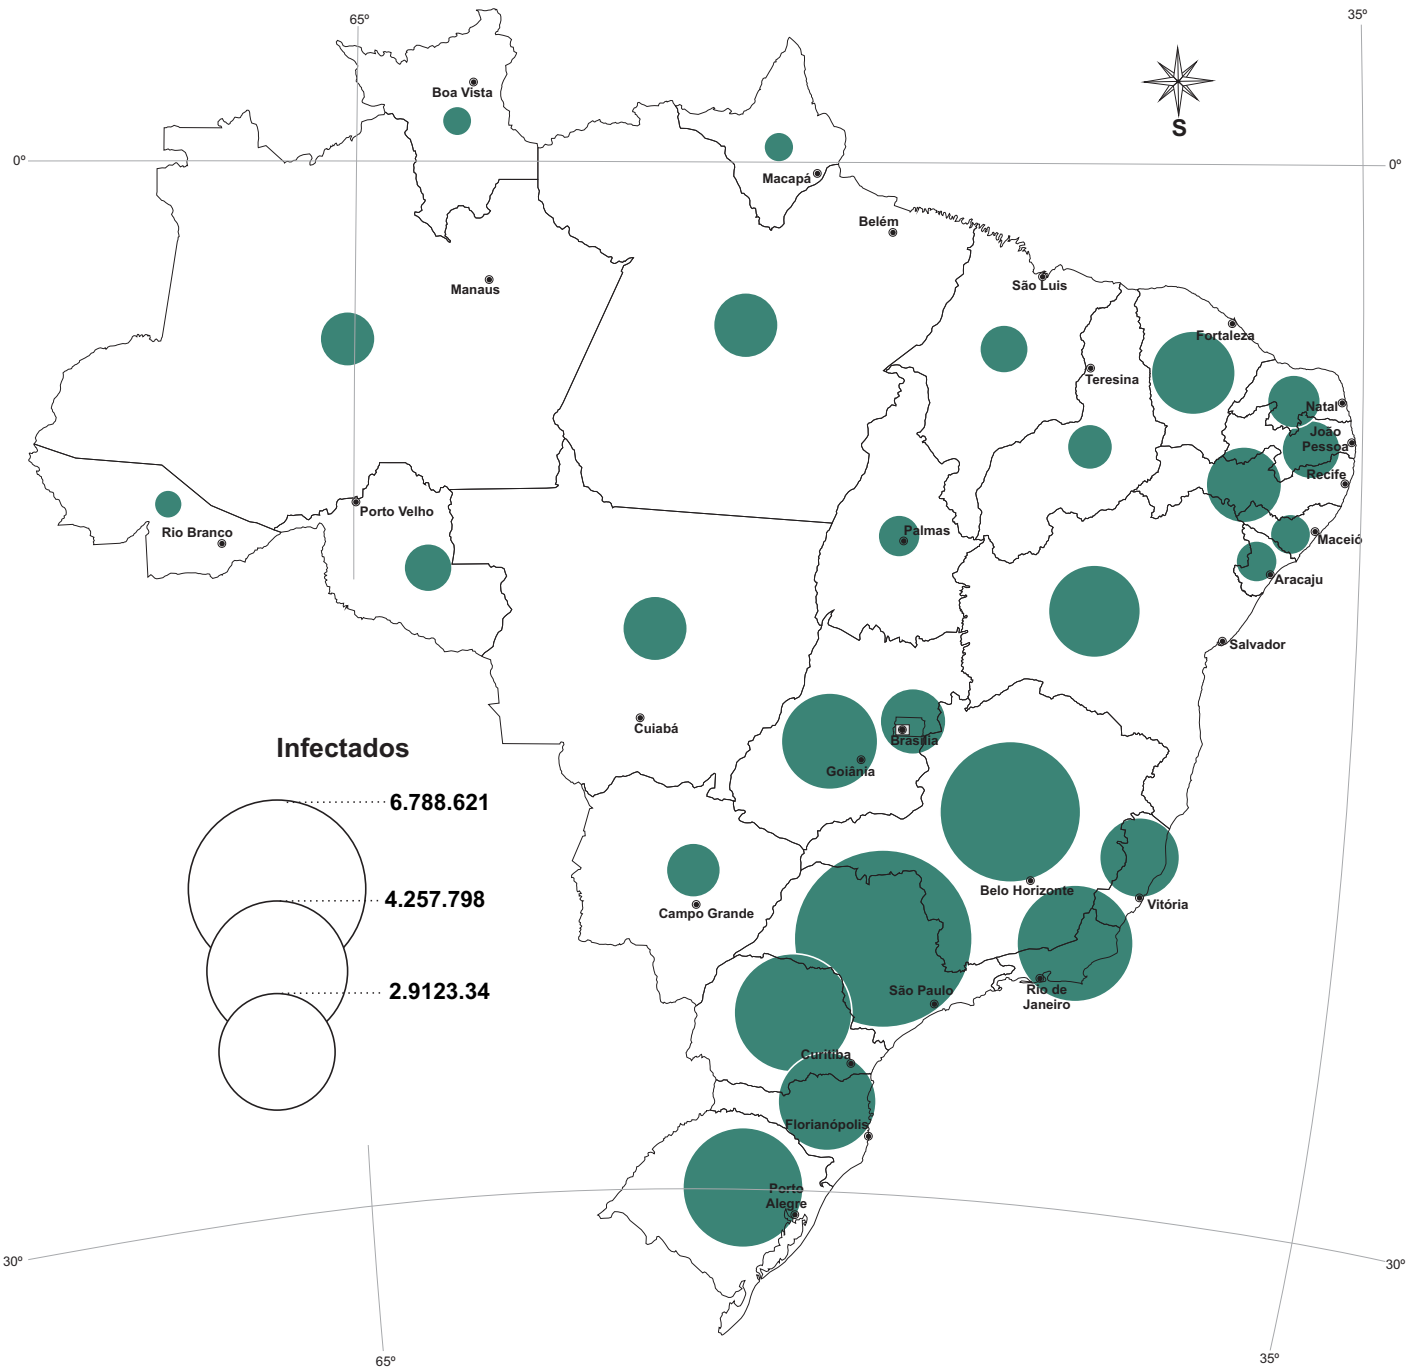 65º
35º
Boa Vista
S
0º
0º
Macapá
Belém
Manaus
São Luis
Fortaleza
Teresina
Natal
João
Pessoa
Recife
Porto Velho
Rio Branco
Palmas
Maceió
Aracaju
Salvador
Cuiabá
Brasília
Goiânia
Infectados
6.788.621
4.257.798
2.9123.34
Belo Horizonte
Vitória
Campo Grande
São Paulo
Rio de
Janeiro
Curitiba
Florianópolis
Porto
Alegre
30º
30º
65º
35º